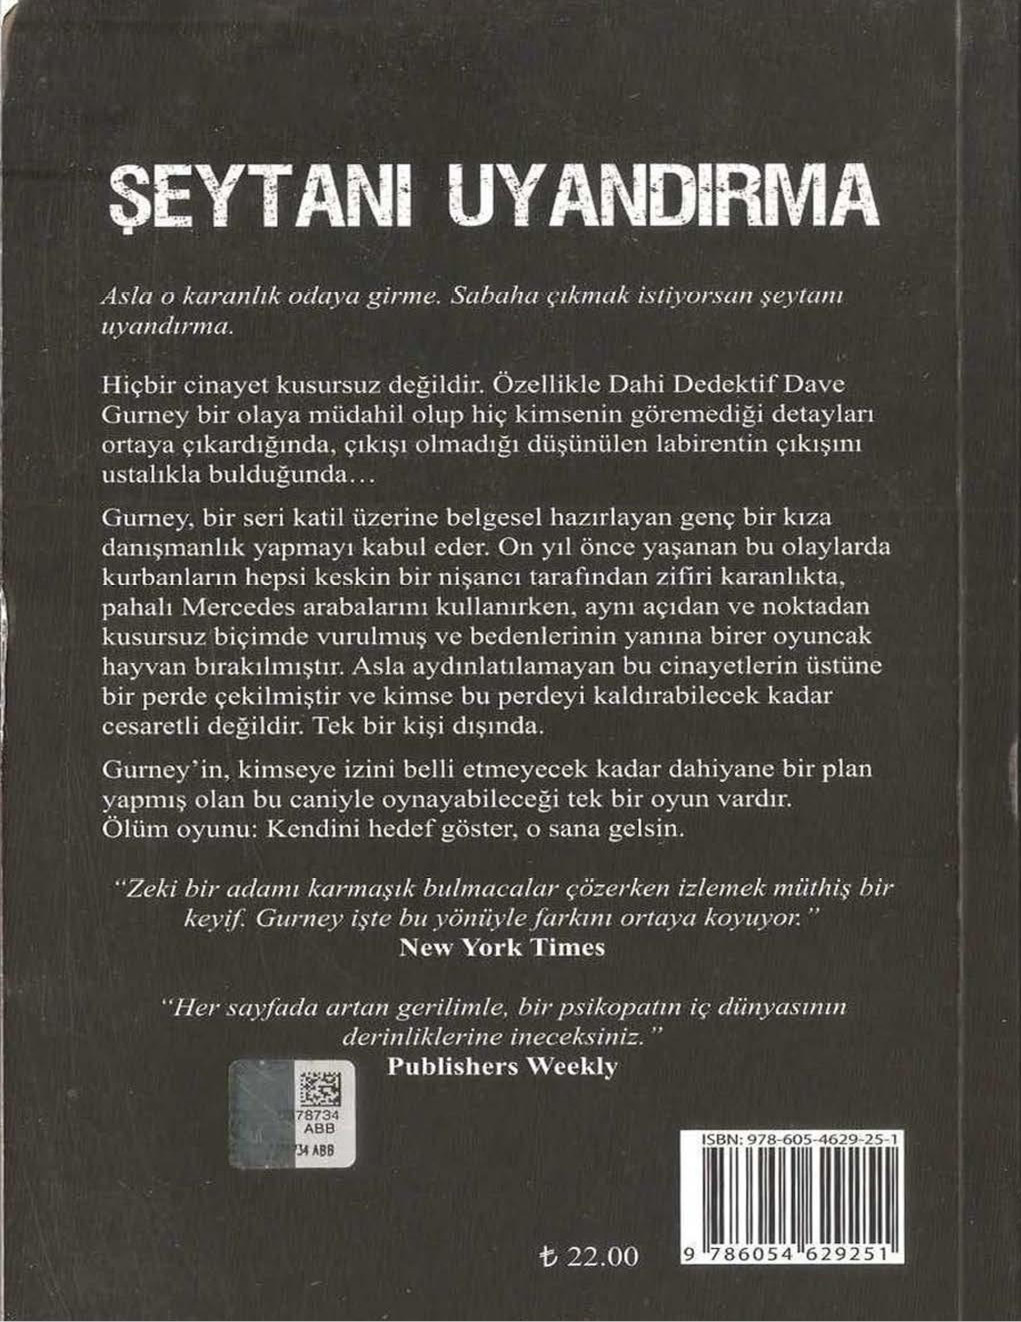 ŞEYTANI UYANDIRMA
Asla o karanlık odaya girme. Sabaha çıkmak istiyorsan şeytanı
uyandırma.
Hiçbir cinayet kusursuz değildir. Özellikle Dahi Dedektif Dave
Gurney bir olaya müdahil olup hiç kimsenin göremediği detayları
ortaya çıkardığında, çıkışı olmadığı düşünülen labirentin çıkışını
ustalıkla bulduğunda...
Gurney, bir seri katil üzerine belgesel hazırlayan genç bir kıza
danışmanlık yapmayı kabul eder. On yıl önce yaşanan bu olaylarda
kurbanların hepsi keskin bir nişancı tarafından zifiri karanlıkta,
pahalı Mercedes arabalarını kullanırken, aynı açıdan ve noktadan
kusursuz biçimde vurulmuş ve bedenlerinin yanına birer oyuncak
hayvan bırakılmıştır. Asla aydınlatılamayan bu cinayetlerin üstüne
bir perde çekilmiştir ve kimse bu perdeyi kaldırabilecek kadar
cesaretli değildir. Tek bir kişi dışında.
Gurney'in, kimseye izini belli etmeyecek kadar dahiyane bir plan
yapmış olan bu caniyle oynayabileceği tek bir oyun vardır.
Ölüm oyunu: Kendini hedef göster, o sana gelsin.
"Zeki bir adamı karmaşık bulmacalar çözerken izlemek müthiş bir
keyif. Gurney işte bu yönüyle farkını ortaya koyuyor."
New York Times
"Her sayfada artan gerilimle, bir psikopatın iç dünyasının
derinliklerine ineceksiniz."
Publishers Weekly
78734
ABB
34 ABB
ISBN: 978-605-4629-25-1
9 786054 629251
₺ 22.00